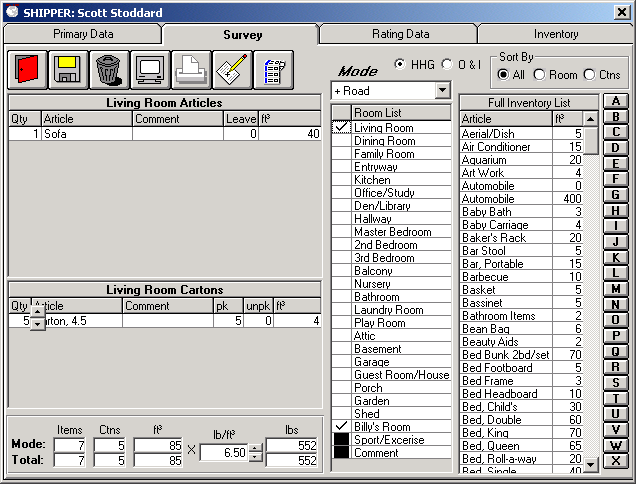 SHIPPER: Scott Stoddard
Primary Data Survey Rating Data Inventory
Mode HHG O & I
+ Road
Sort By
All Room Ctns
Living Room Articles
Qty Article Comment Leave ft³
1 Sofa 0 40
Living Room Cartons
Qty rticle Comment pk unpk ft³
5 arton, 4.5 5 0 4
Items Ctns ft³ lb/ft³ lbs
Mode: 7 5 85 X 6.50 552
Total: 7 5 85 552
Room List
Living Room
Dining Room
Family Room
Entryway
Kitchen
Office/Study
Den/Library
Hallway
Master Bedroom
2nd Bedroom
3rd Bedroom
Balcony
Nursery
Bathroom
Laundry Room
Play Room
Attic
Basement
Garage
Guest Room/House
Porch
Garden
Shed
Billy's Room
Sport/Excerise
Comment
Full Inventory List
Article ft³
Aerial/Dish 5
Air Conditioner 15
Aquarium 20
Art Work 4
Automobile 0
Automobile 400
Baby Bath 3
Baby Carriage 4
Baker's Rack 20
Bar Stool 5
Bar, Portable 15
Barbecue 10
Basket 5
Bassinet 5
Bathroom Items 2
Bean Bag 6
Beauty Aids 2
Bed Bunk 2bd/set 70
Bed Footboard 5
Bed Frame 3
Bed Headboard 10
Bed, Child's 30
Bed, Double 60
Bed, King 70
Bed, Queen 65
Bed, Roll-a-way 20
Bed, Single 40
A
B
C
D
E
F
G
H
I
J
K
L
M
N
O
P
Q
R
S
T
U
V
W
X